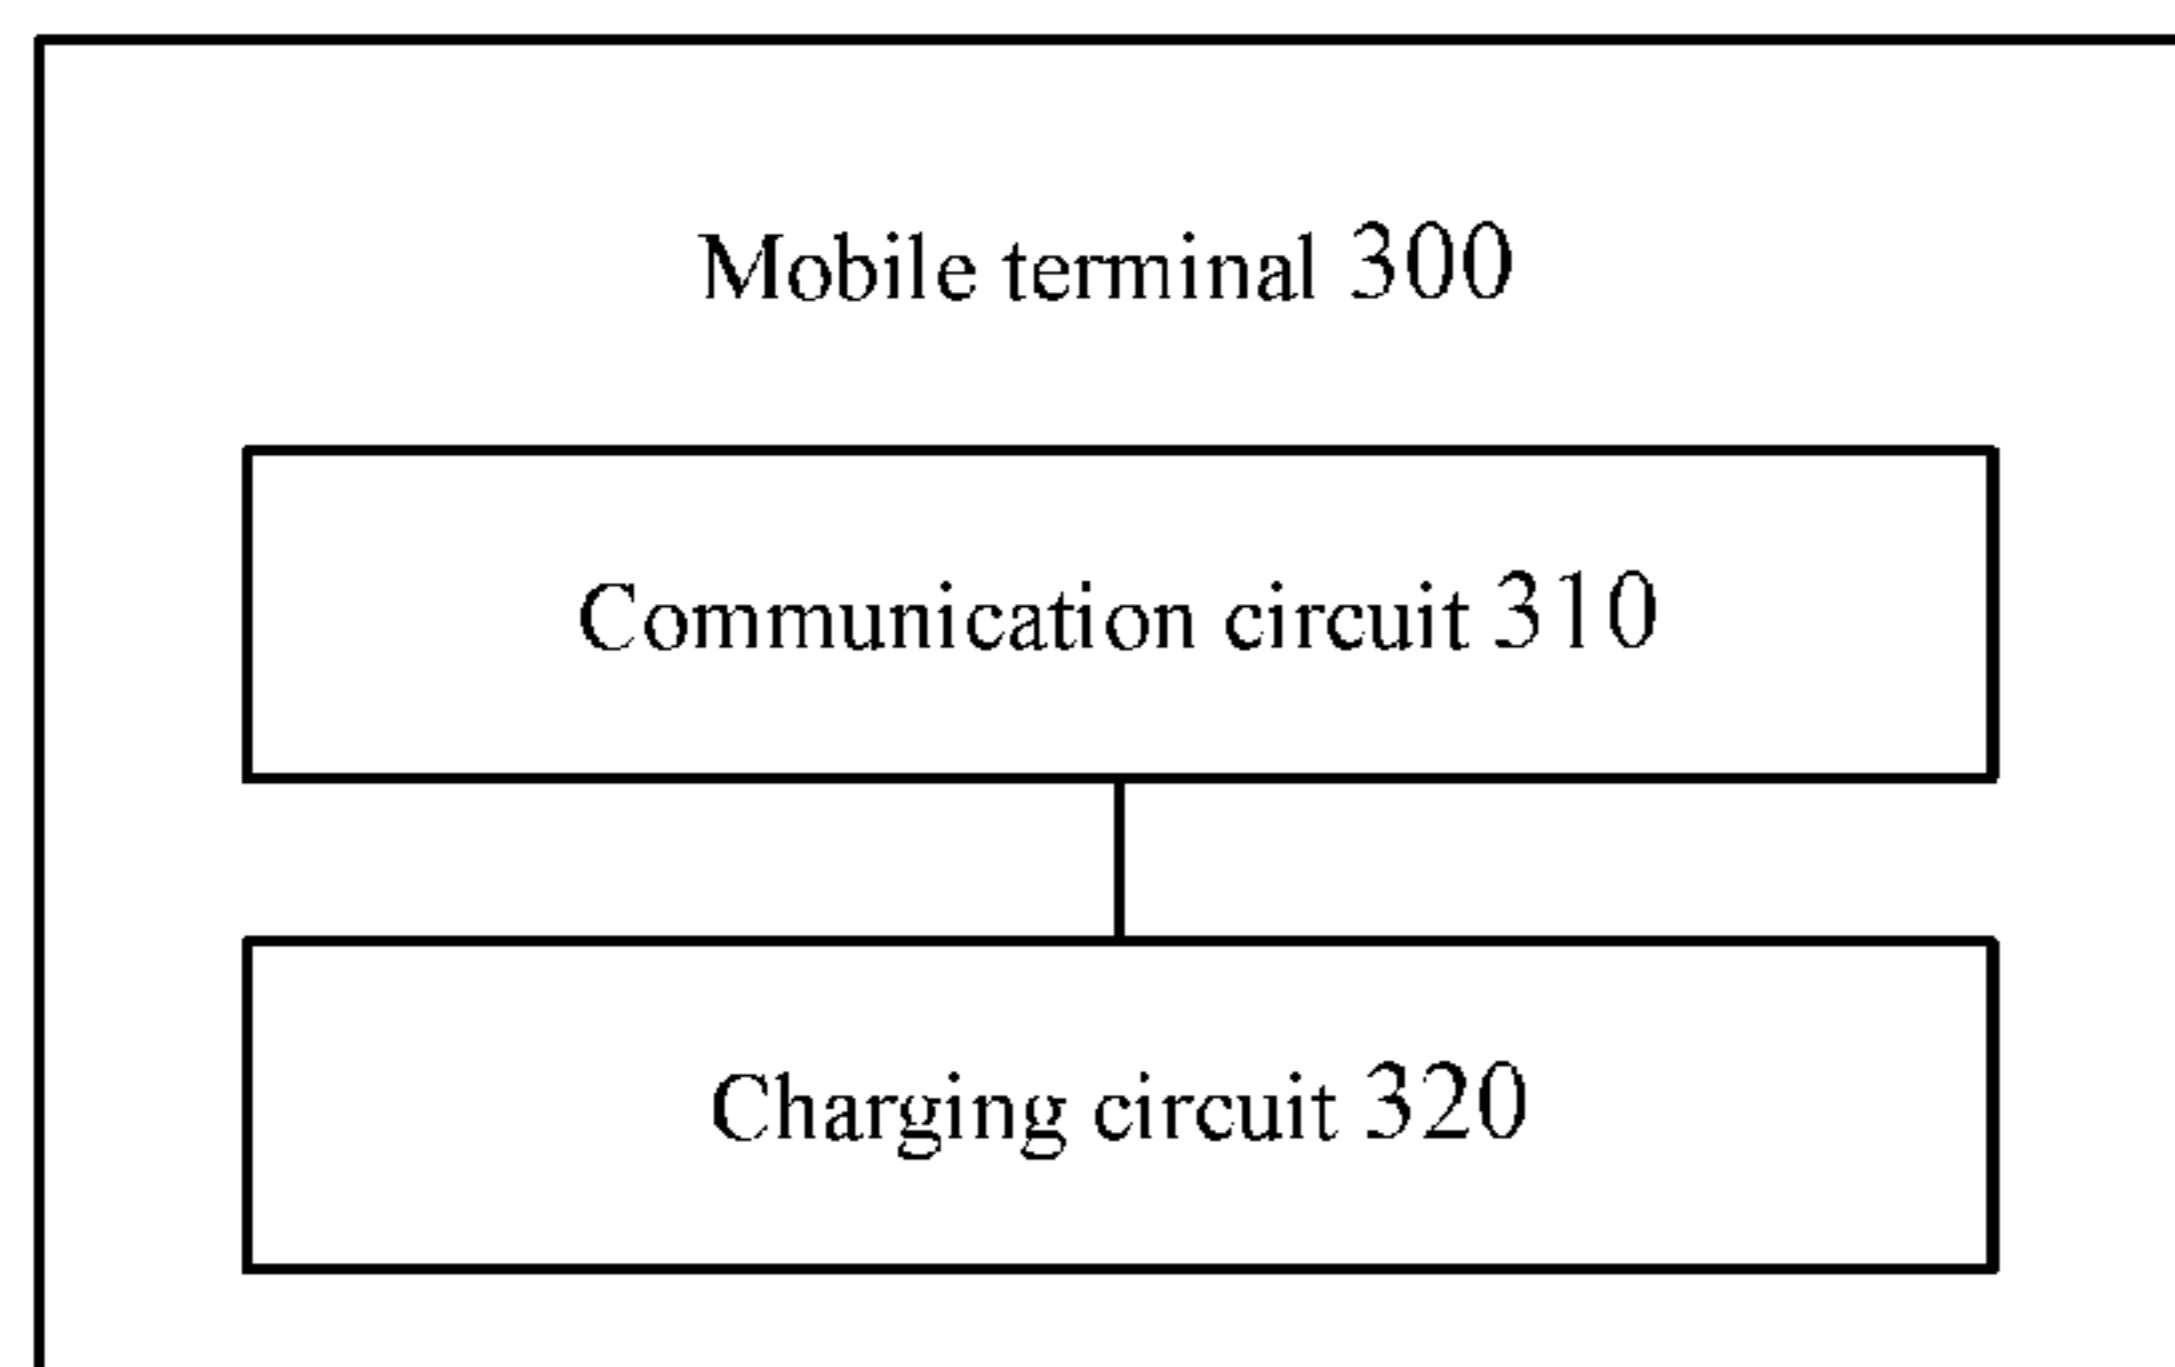 Mobile terminal 300
Communication circuit 310
Charging circuit 320